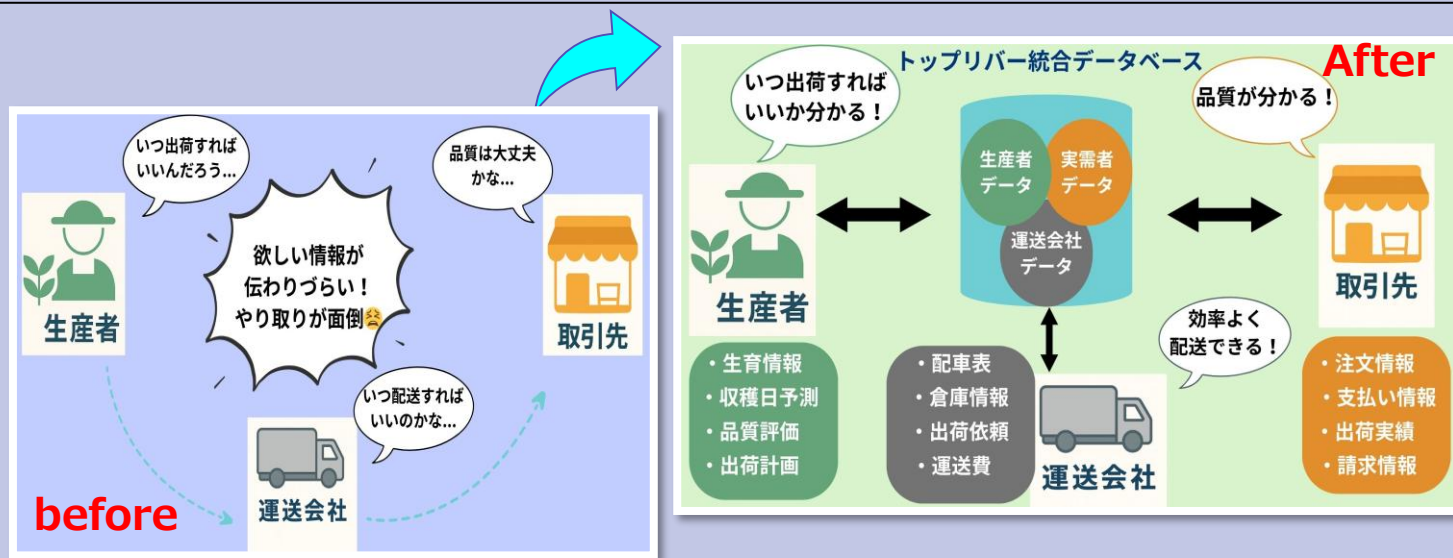 いつ出荷すれば
いいんだろう...
品質は大丈夫
かな...
欲しい情報が
伝わりづらい！
やり取りが面倒😫
生産者
取引先
いつ配送すれば
いいのかな...
運送会社
before
トップリバー統合データベース
After
いつ出荷すれば
いいか分かる！
品質が分かる！
生産者
データ
実需者
データ
運送会社
データ
生産者
取引先
効率よく
配送できる！
・生育情報
・収穫日予測
・品質評価
・出荷計画
・配車表
・倉庫情報
・出荷依頼
・運送費
運送会社
・注文情報
・支払い情報
・出荷実績
・請求情報